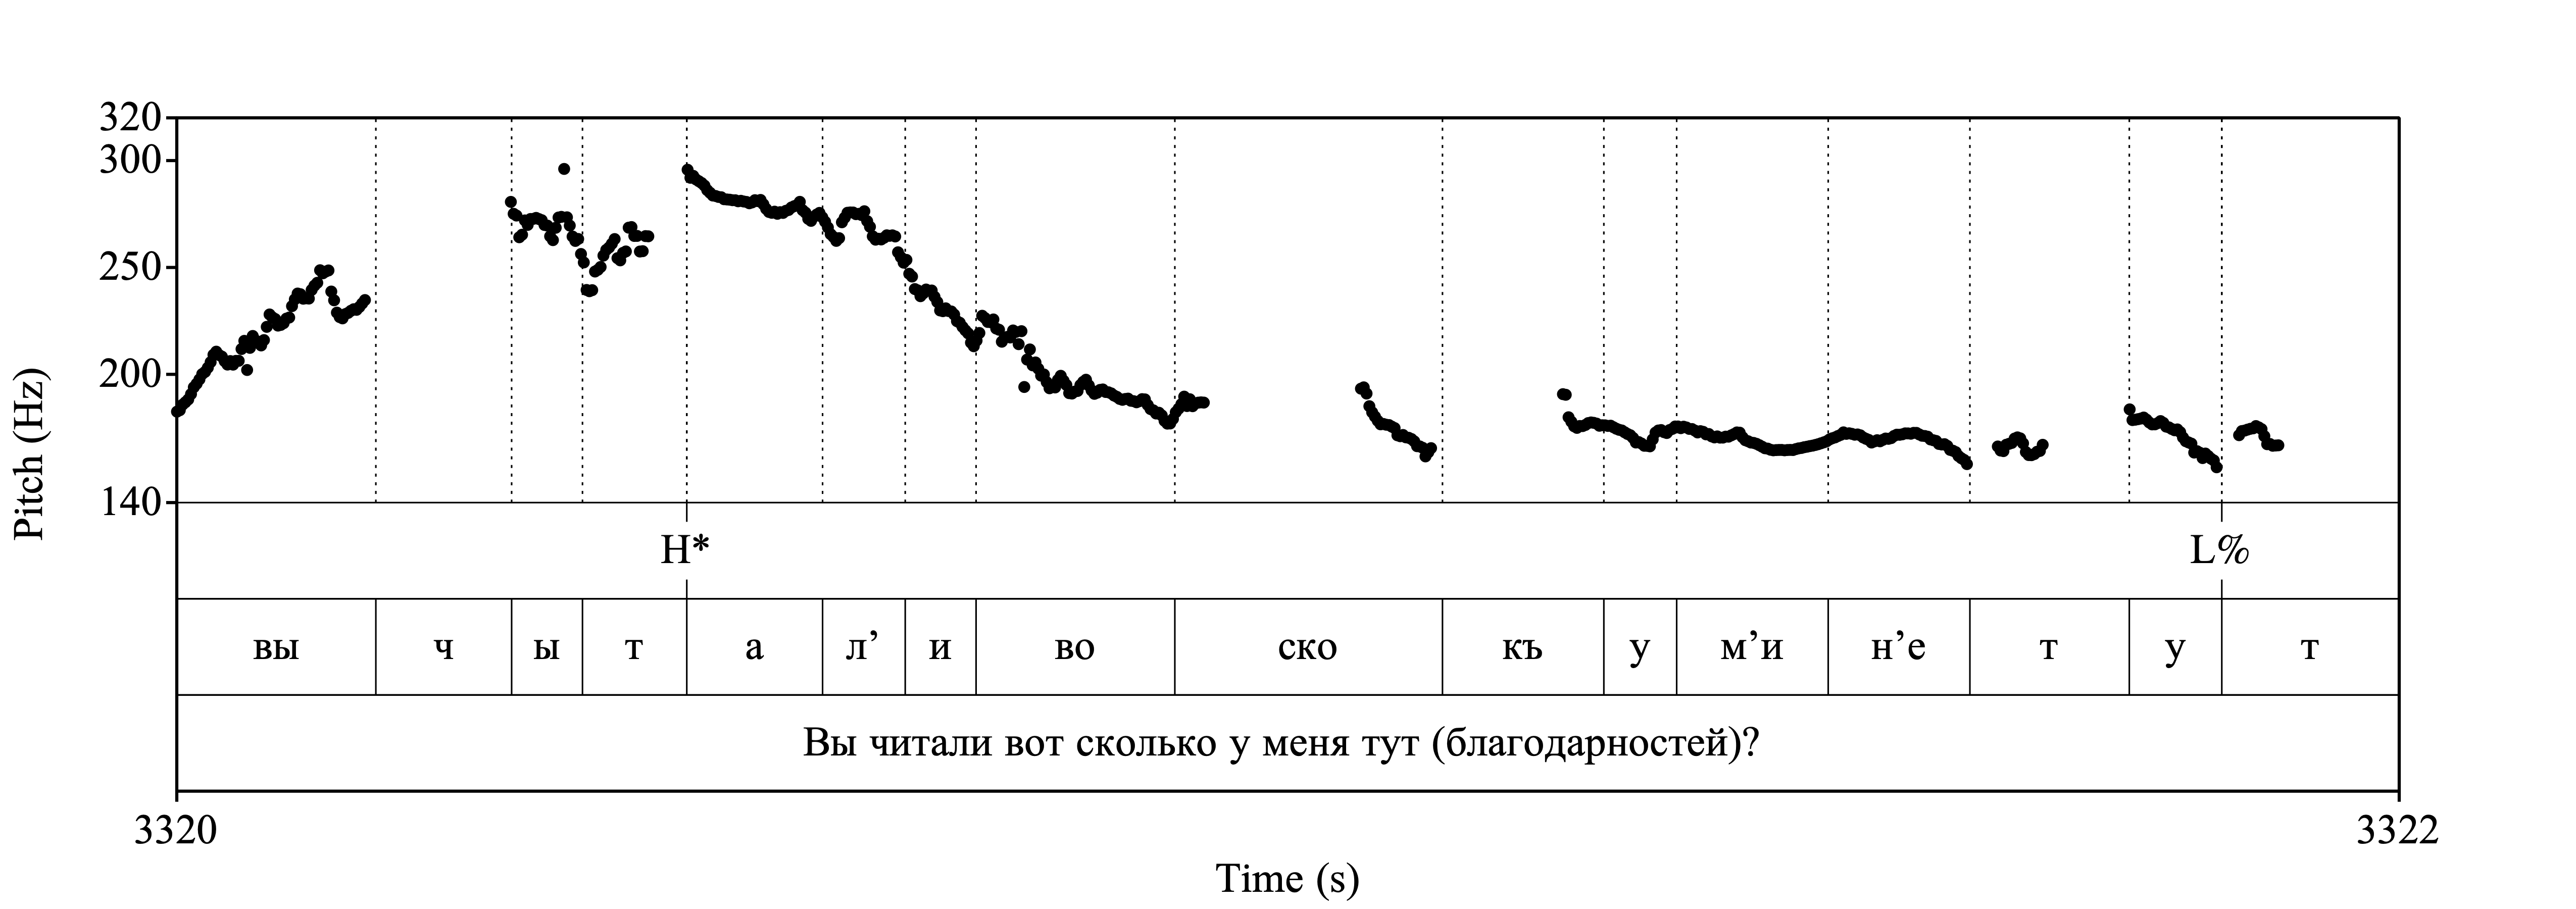 320
300
250
200
140
Pitch (Hz)
H* L%
вы ч ы т а л’ и во ско къ у м’и н’е т у т
Вы читали вот сколько у меня тут (благодарностей)?
3320 3322
Time (s)